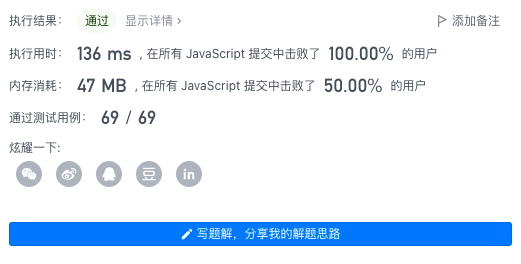 执行结果： 通过 显示详情 › 添加备注
执行用时： 136 ms , 在所有 JavaScript 提交中击败了 100.00% 的用户
内存消耗： 47 MB , 在所有 JavaScript 提交中击败了 50.00% 的用户
通过测试用例： 69 / 69
炫耀一下:
豆 in
写题解，分享我的解题思路